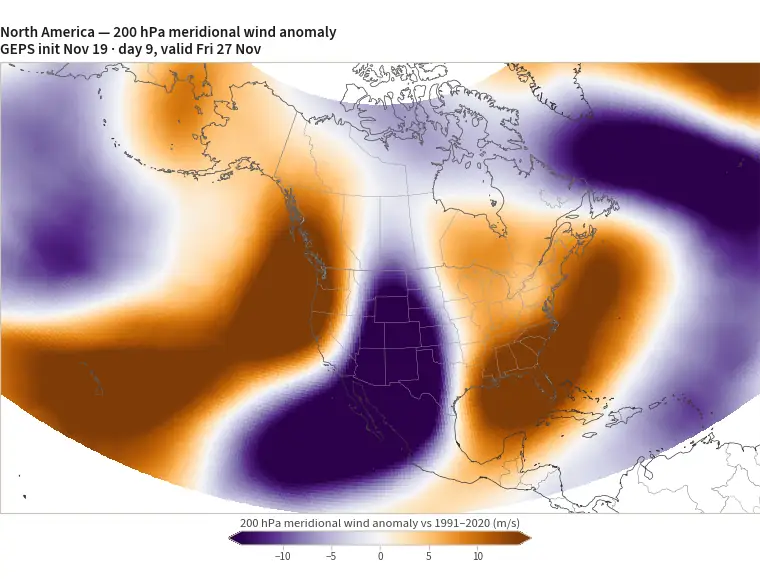 North America — 200 hPa meridional wind anomaly
GEPS init Nov 19 · day 9, valid Fri 27 Nov
200 hPa meridional wind anomaly vs 1991–2020 (m/s)
−10 −5 0 5 10